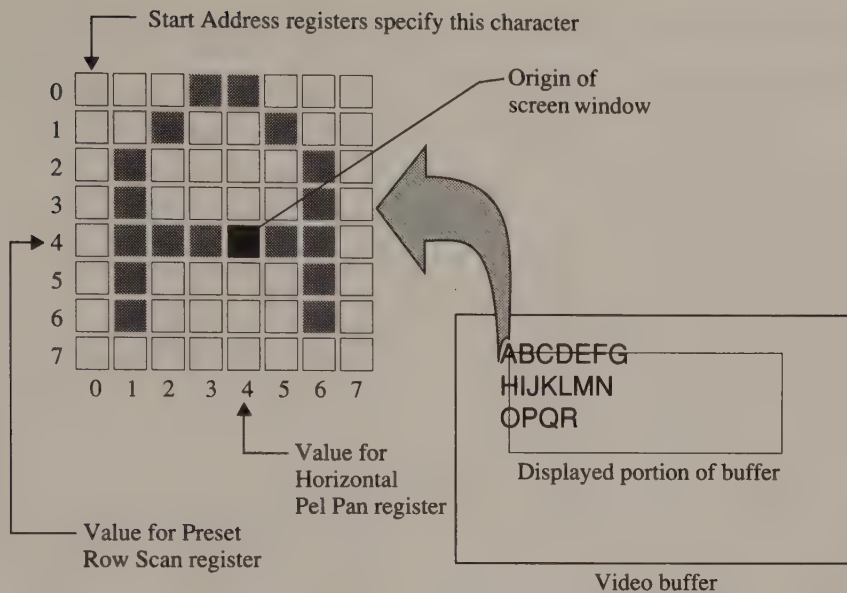 Start Address registers specify this character
Origin of
screen window
0
1
2
3
4
5
6
7
0 1 2 3 4 5 6 7
ABCDEFG
HIJKLMN
OPQR
Displayed portion of buffer
Value for
Horizontal
Pel Pan register
Value for Preset
Row Scan register
Video buffer